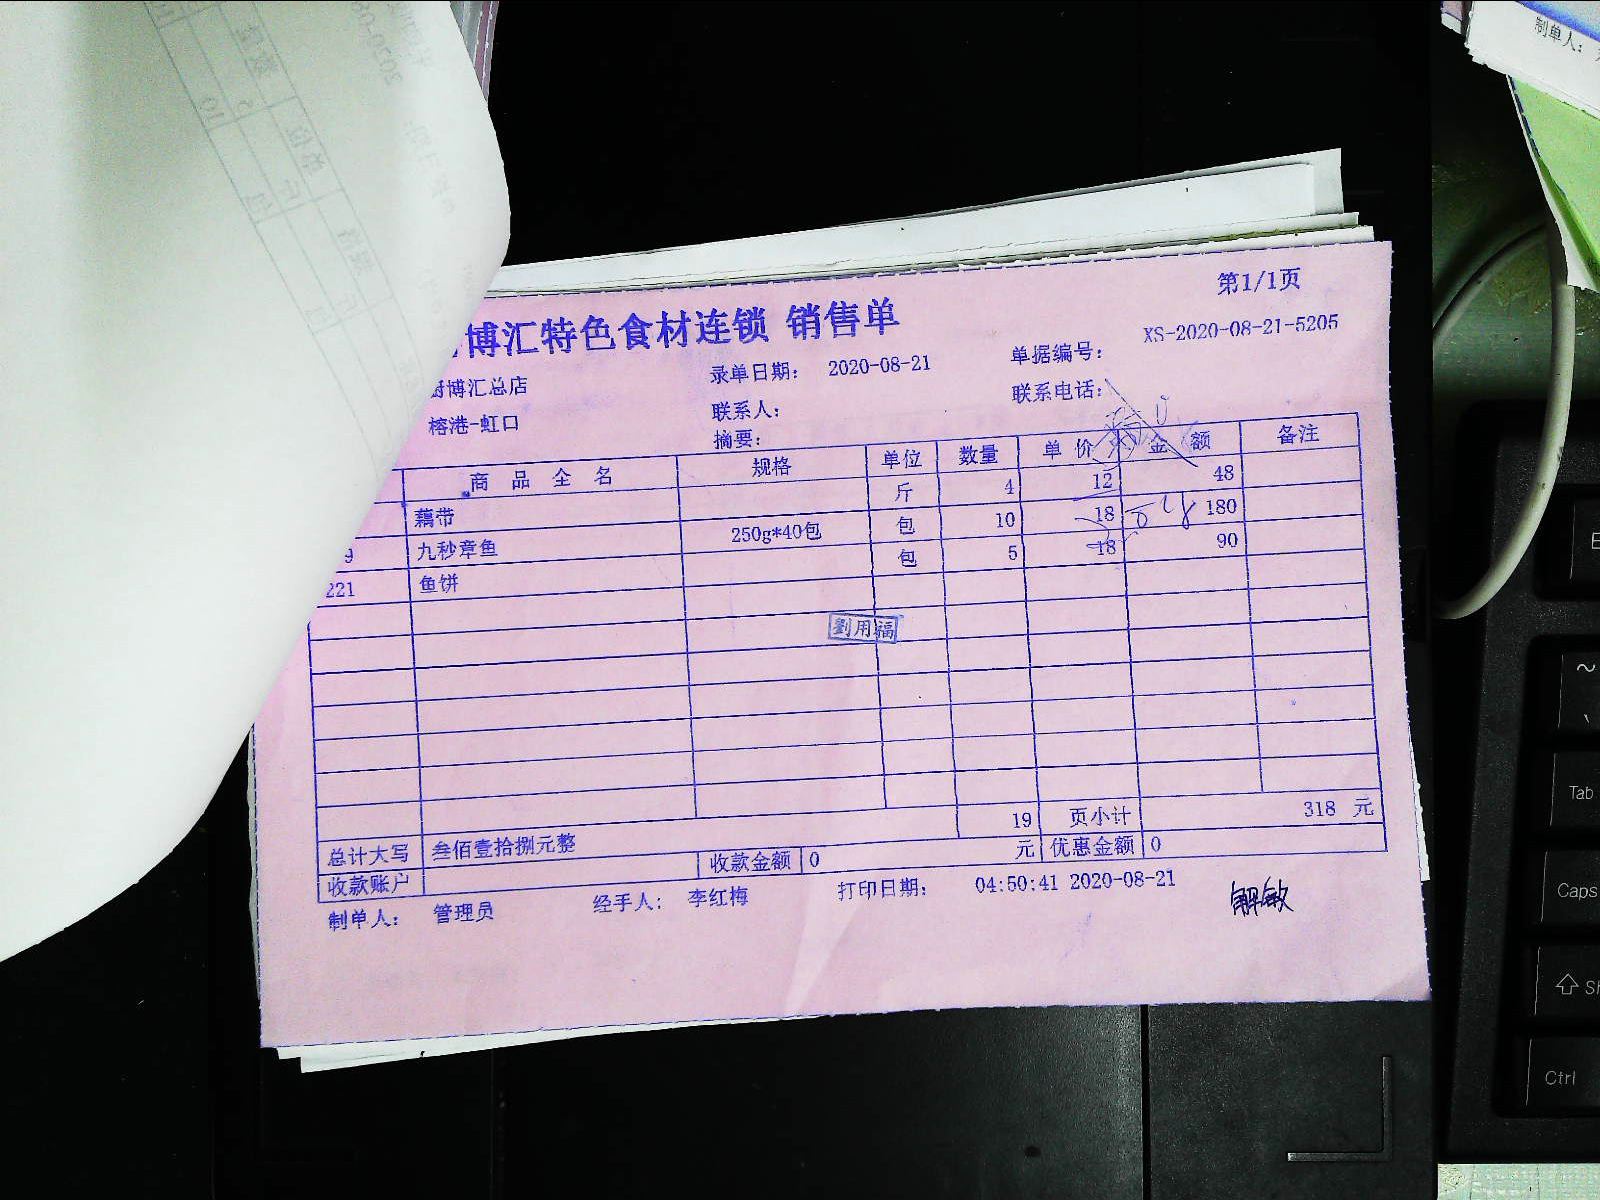 第1/1页
博汇特色食材连锁 销售单
XS-2020-08-21-5205
厨博汇总店 录单日期： 2020-08-21 单据编号：
榕港-虹口 联系人： 联系电话：
摘要：
商品全名 规格 单位 数量 单价 金额 备注
藕带 斤 4 12 48
9 九秒章鱼 250g*40包 包 10 18 180
221 鱼饼 包 5 18 90
劉用福
19 页小计 318 元
总计大写 叁佰壹拾捌元整
收款账户 收款金额 0 元 优惠金额 0
制单人： 管理员 经手人： 李红梅 打印日期： 04:50:41 2020-08-21
解敏
制单人：
Tab
Caps
Ctrl